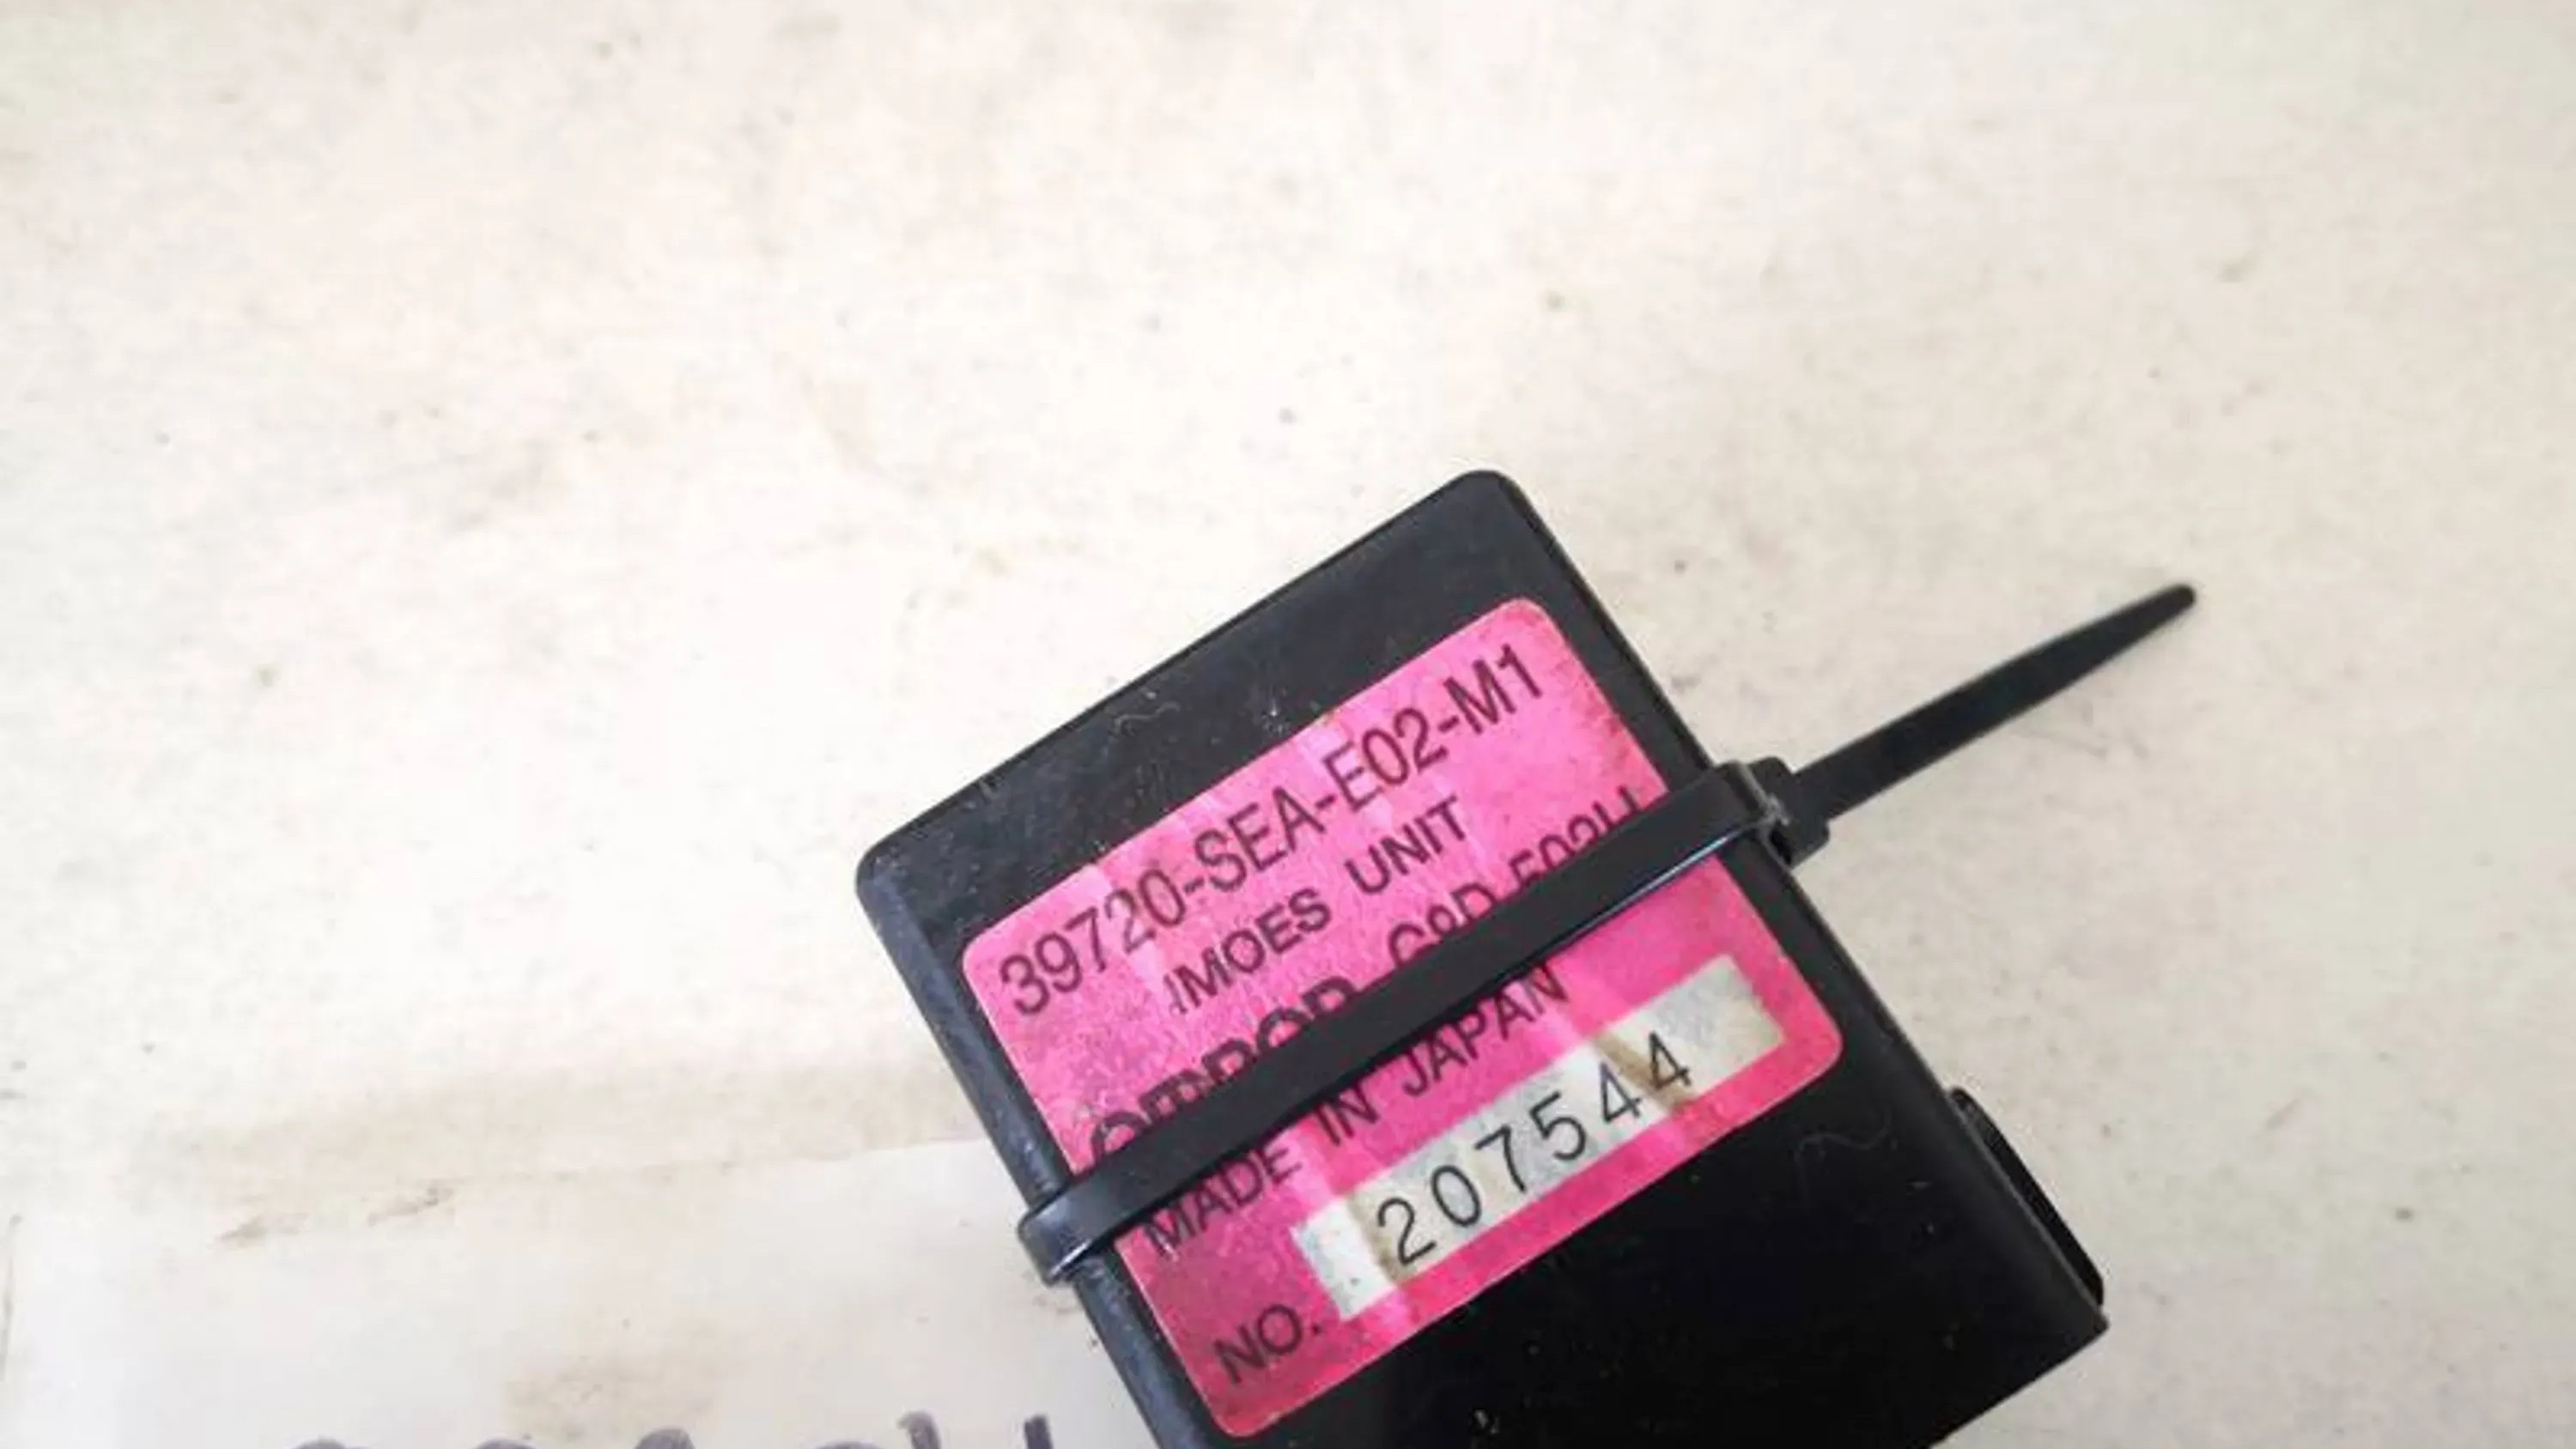 39720-SEA-E02-M1
IMOES UNIT
MADE IN JAPAN
NO. 207544